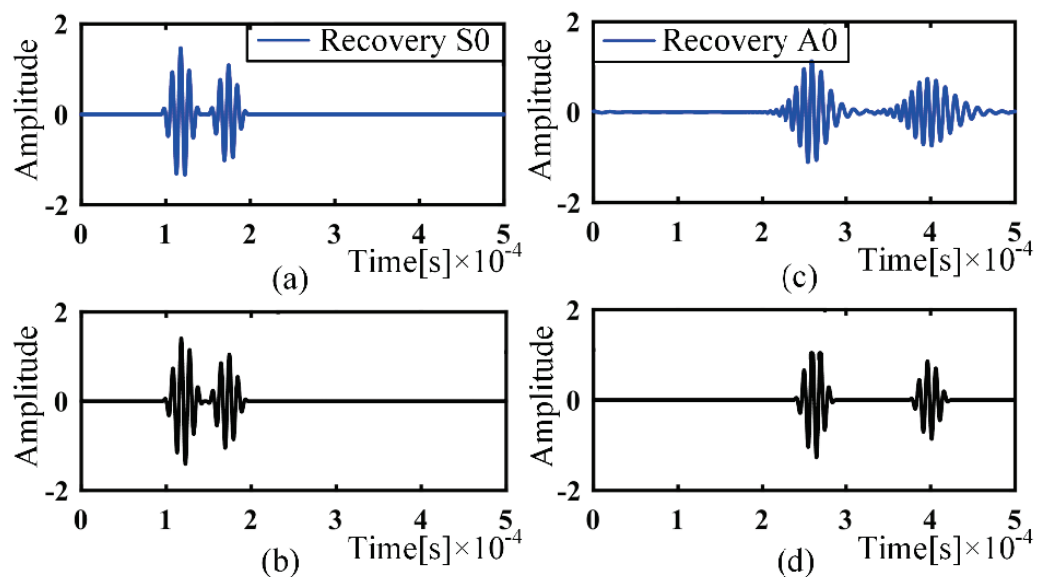 2
Recovery S0
Amplitude
0
-2
0 1 2 3 4 5
Time[s]×10⁻⁴
(a)
2
Recovery A0
Amplitude
0
-2
0 1 2 3 4 5
Time[s]×10⁻⁴
(c)
2
Amplitude
0
-2
0 1 2 3 4 5
Time[s]×10⁻⁴
(b)
2
Amplitude
0
-2
0 1 2 3 4 5
Time[s]×10⁻⁴
(d)